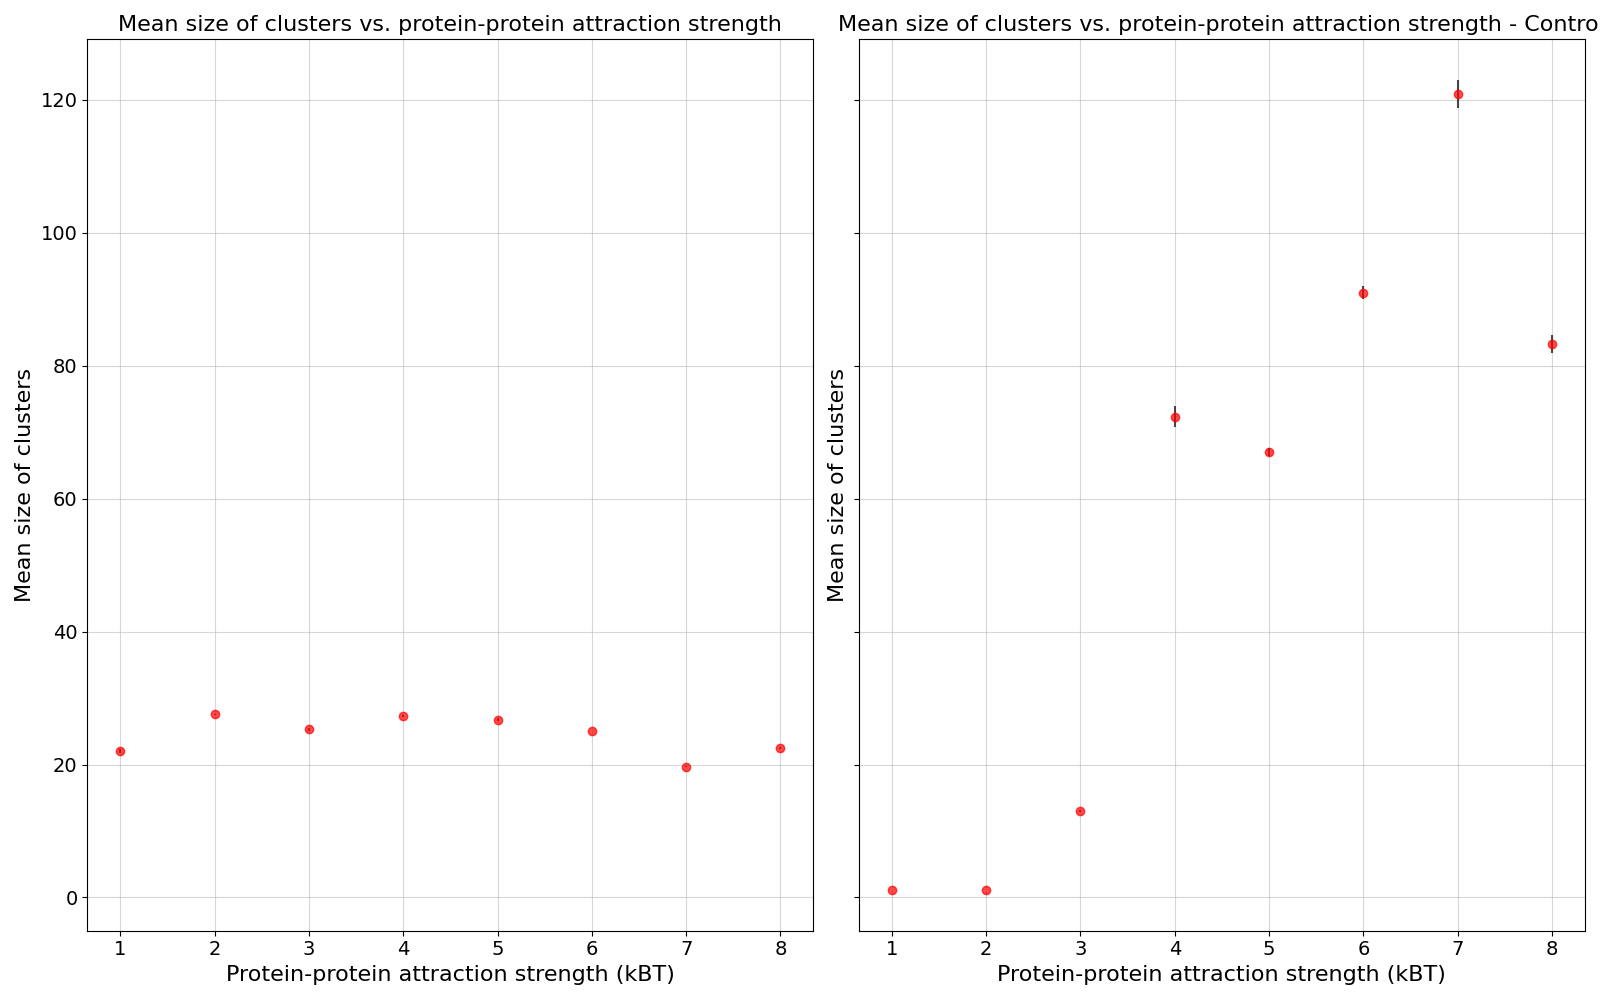 Mean size of clusters vs. protein-protein attraction strength
Mean size of clusters vs. protein-protein attraction strength - Contro
120
100
80
60
40
20
0
Mean size of clusters
1 2 3 4 5 6 7 8
Protein-protein attraction strength (kBT)
Mean size of clusters
1 2 3 4 5 6 7 8
Protein-protein attraction strength (kBT)